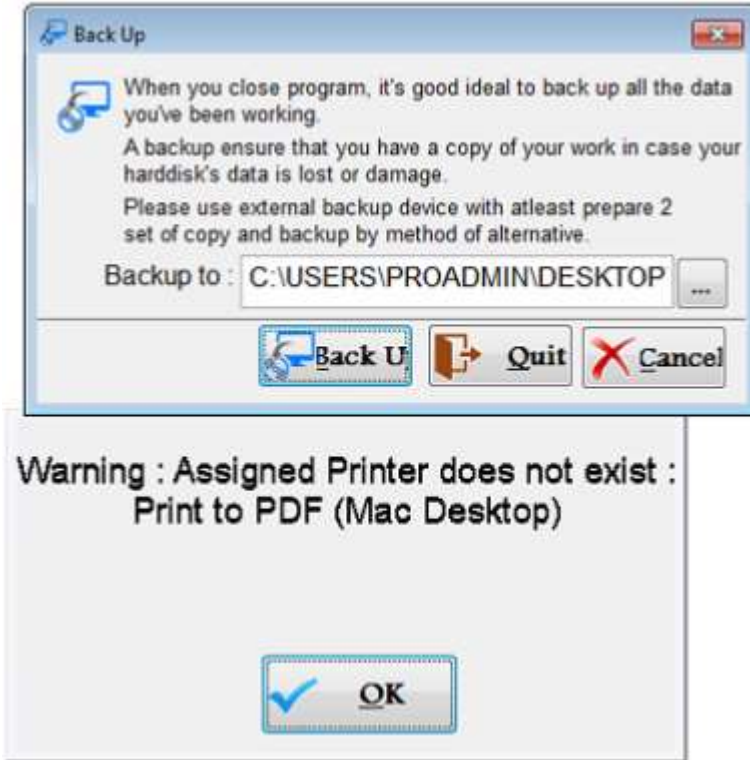 Back Up
When you close program, it's good ideal to back up all the data
you've been working.
A backup ensure that you have a copy of your work in case your
harddisk's data is lost or damage.
Please use external backup device with atleast prepare 2
set of copy and backup by method of alternative.
Backup to : C:\USERS\PROADMIN\DESKTOP ...
Back U Quit Cancel
Warning : Assigned Printer does not exist :
Print to PDF (Mac Desktop)
OK